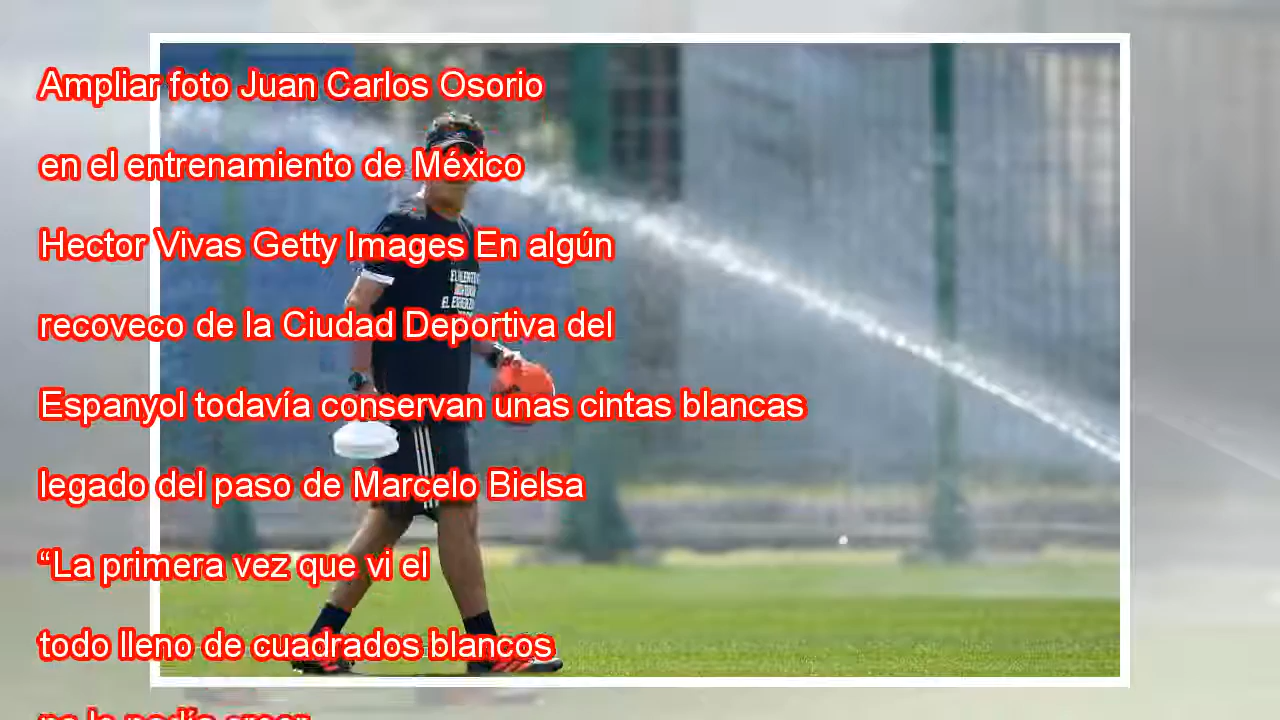 Ampliar foto Juan Carlos Osorio
en el entrenamiento de México
Hector Vivas Getty Images En algún
recoveco de la Ciudad Deportiva del
Espanyol todavía conservan unas cintas blancas
legado del paso de Marcelo Bielsa
“La primera vez que vi el
todo lleno de cuadrados blancos